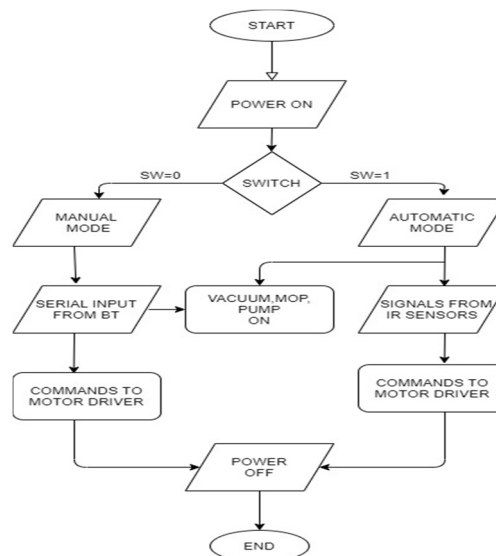 START
POWER ON
SWITCH
SW=0
SW=1
MANUAL
MODE
AUTOMATIC
MODE
SERIAL INPUT
FROM BT
VACUUM,MOP,
PUMP
ON
SIGNALS FROM
IR SENSORS
COMMANDS TO
MOTOR DRIVER
COMMANDS TO
MOTOR DRIVER
POWER
OFF
END